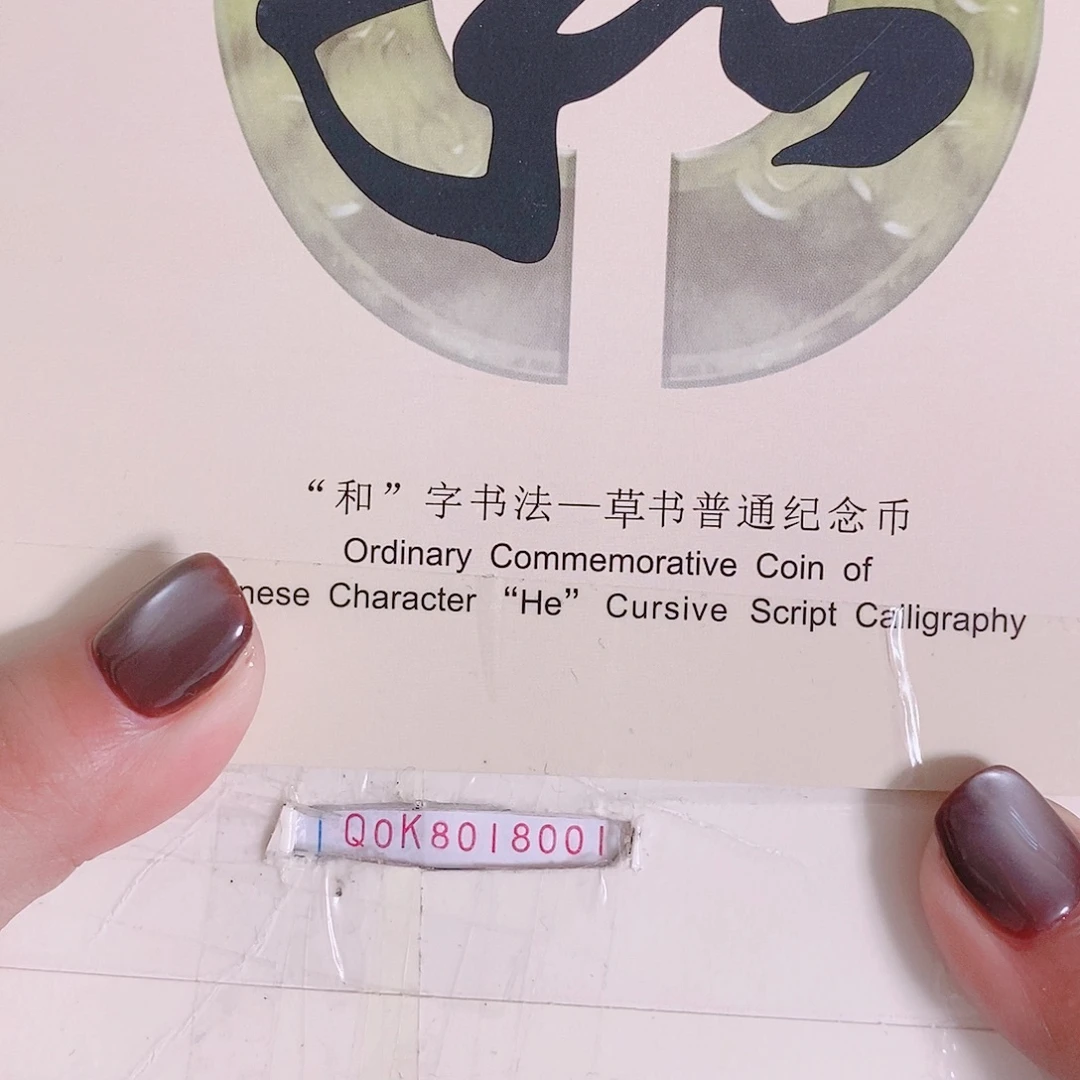 “和”字书法—草书普通纪念币
Ordinary Commemorative Coin of
Character “He” Cursive Script Calligraphy
Q0K8018001